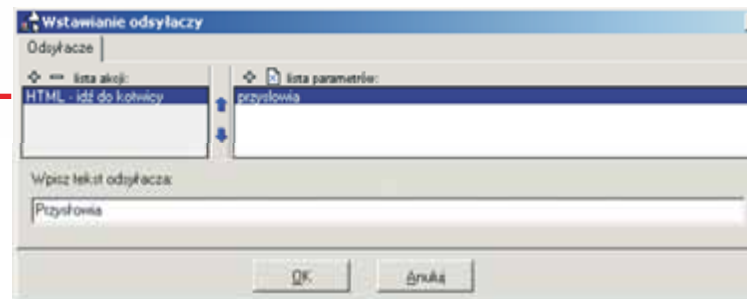 Wstawianie odsyłaczy
Odsyłacze
lista akcji:
lista parametrów:
HTML - idź do kotwicy
przyslowia
Wpisz tekst odsyłacza:
Przysłowia
OK
Anuluj